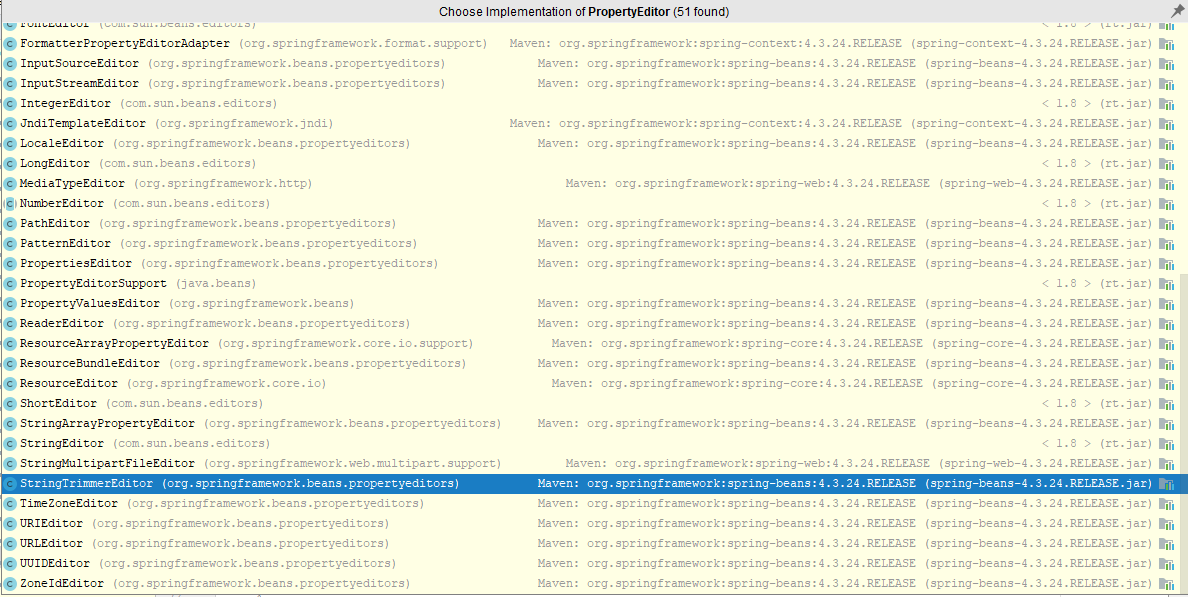 Choose Implementation of PropertyEditor (51 found)
FontEditor (com.sun.beans.editors) < 1.8 > (rt.jar)
FormatterPropertyEditorAdapter (org.springframework.format.support) Maven: org.springframework:spring-context:4.3.24.RELEASE (spring-context-4.3.24.RELEASE.jar)
InputSourceEditor (org.springframework.beans.propertyeditors) Maven: org.springframework:spring-beans:4.3.24.RELEASE (spring-beans-4.3.24.RELEASE.jar)
InputStreamEditor (org.springframework.beans.propertyeditors) Maven: org.springframework:spring-beans:4.3.24.RELEASE (spring-beans-4.3.24.RELEASE.jar)
IntegerEditor (com.sun.beans.editors) < 1.8 > (rt.jar)
JndiTemplateEditor (org.springframework.jndi) Maven: org.springframework:spring-context:4.3.24.RELEASE (spring-context-4.3.24.RELEASE.jar)
LocaleEditor (org.springframework.beans.propertyeditors) Maven: org.springframework:spring-beans:4.3.24.RELEASE (spring-beans-4.3.24.RELEASE.jar)
LongEditor (com.sun.beans.editors) < 1.8 > (rt.jar)
MediaTypeEditor (org.springframework.http) Maven: org.springframework:spring-web:4.3.24.RELEASE (spring-web-4.3.24.RELEASE.jar)
NumberEditor (com.sun.beans.editors) < 1.8 > (rt.jar)
PathEditor (org.springframework.beans.propertyeditors) Maven: org.springframework:spring-beans:4.3.24.RELEASE (spring-beans-4.3.24.RELEASE.jar)
PatternEditor (org.springframework.beans.propertyeditors) Maven: org.springframework:spring-beans:4.3.24.RELEASE (spring-beans-4.3.24.RELEASE.jar)
PropertiesEditor (org.springframework.beans.propertyeditors) Maven: org.springframework:spring-beans:4.3.24.RELEASE (spring-beans-4.3.24.RELEASE.jar)
PropertyEditorSupport (java.beans) < 1.8 > (rt.jar)
PropertyValuesEditor (org.springframework.beans) Maven: org.springframework:spring-beans:4.3.24.RELEASE (spring-beans-4.3.24.RELEASE.jar)
ReaderEditor (org.springframework.beans.propertyeditors) Maven: org.springframework:spring-beans:4.3.24.RELEASE (spring-beans-4.3.24.RELEASE.jar)
ResourceArrayPropertyEditor (org.springframework.core.io.support) Maven: org.springframework:spring-core:4.3.24.RELEASE (spring-core-4.3.24.RELEASE.jar)
ResourceBundleEditor (org.springframework.beans.propertyeditors) Maven: org.springframework:spring-beans:4.3.24.RELEASE (spring-beans-4.3.24.RELEASE.jar)
ResourceEditor (org.springframework.core.io) Maven: org.springframework:spring-core:4.3.24.RELEASE (spring-core-4.3.24.RELEASE.jar)
ShortEditor (com.sun.beans.editors) < 1.8 > (rt.jar)
StringArrayPropertyEditor (org.springframework.beans.propertyeditors) Maven: org.springframework:spring-beans:4.3.24.RELEASE (spring-beans-4.3.24.RELEASE.jar)
StringEditor (com.sun.beans.editors) < 1.8 > (rt.jar)
StringMultipartFileEditor (org.springframework.web.multipart.support) Maven: org.springframework:spring-web:4.3.24.RELEASE (spring-web-4.3.24.RELEASE.jar)
StringTrimmerEditor (org.springframework.beans.propertyeditors) Maven: org.springframework:spring-beans:4.3.24.RELEASE (spring-beans-4.3.24.RELEASE.jar)
TimeZoneEditor (org.springframework.beans.propertyeditors) Maven: org.springframework:spring-beans:4.3.24.RELEASE (spring-beans-4.3.24.RELEASE.jar)
URIEditor (org.springframework.beans.propertyeditors) Maven: org.springframework:spring-beans:4.3.24.RELEASE (spring-beans-4.3.24.RELEASE.jar)
URLEditor (org.springframework.beans.propertyeditors) Maven: org.springframework:spring-beans:4.3.24.RELEASE (spring-beans-4.3.24.RELEASE.jar)
UUIDEditor (org.springframework.beans.propertyeditors) Maven: org.springframework:spring-beans:4.3.24.RELEASE (spring-beans-4.3.24.RELEASE.jar)
ZoneIdEditor (org.springframework.beans.propertyeditors) Maven: org.springframework:spring-beans:4.3.24.RELEASE (spring-beans-4.3.24.RELEASE.jar)